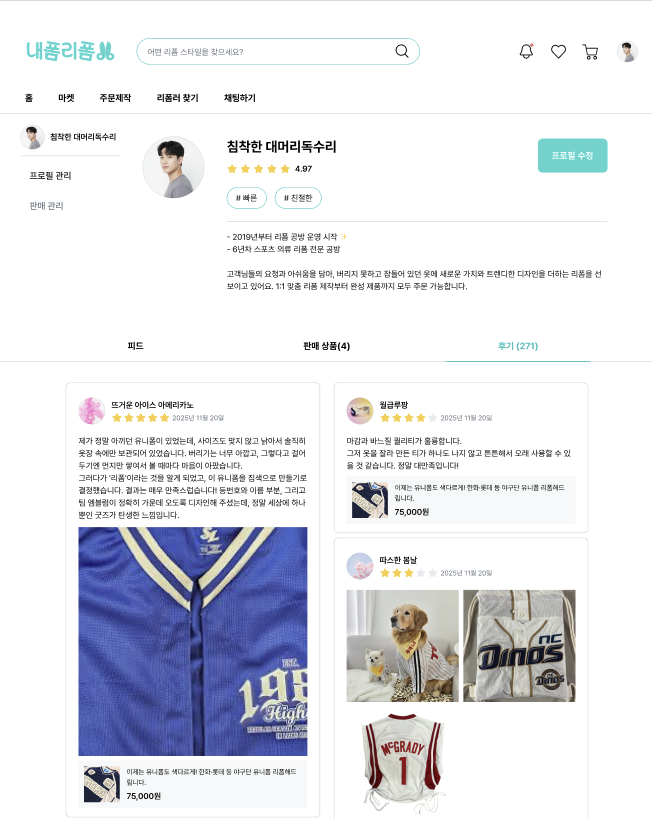 내폼리폼
어떤 리폼 스타일을 찾으세요?
홈
마켓
주문제작
리폼러 찾기
채팅하기
침착한 대머리독수리
프로필 관리
판매 관리
침착한 대머리독수리
4.97
# 빠른
# 친절한
프로필 수정
- 2019년부터 리폼 공방 운영 시작 ✨
- 6년차 스포츠 의류 리폼 전문 공방
고객님들의 요청과 아쉬움을 담아, 버리지 못하고 잠들어 있던 옷에 새로운 가치와 트렌디한 디자인을 더하는 리폼을 선
보이고 있어요. 1:1 맞춤 리폼 제작부터 완성 제품까지 모두 주문 가능합니다.
피드
판매 상품(4)
후기 (271)
뜨거운 아이스 아메리카노
2025년 11월 20일
제가 정말 아끼던 유니폼이 있었는데, 사이즈도 맞지 않고 낡아서 솔직히
옷장 속에만 보관되어 있었습니다. 버리기는 너무 아깝고, 그렇다고 걸어
두기엔 먼지만 쌓여서 볼 때마다 마음이 아팠습니다.
그러다가 '리폼'이라는 것을 알게 되었고, 이 유니폼을 짐색으로 만들기로
결정했습니다. 결과는 매우 만족스럽습니다! 등번호와 이름 부분, 그리고
팀 엠블럼이 정확히 가운데 오도록 디자인해 주셨는데, 정말 세상에 하나
뿐인 굿즈가 탄생한 느낌입니다.
EST.
198
High
이제는 유니폼도 색다르게! 한화·롯데 등 야구단 유니폼 리폼해드
립니다.
75,000원
월급루팡
2025년 11월 20일
마감과 바느질 퀄리티가 훌륭합니다.
그저 옷을 잘라 만든 티가 하나도 나지 않고 튼튼해서 오래 사용할 수 있
을 것 같습니다. 정말 대만족입니다!
이제는 유니폼도 색다르게! 한화·롯데 등 야구단 유니폼 리폼해드
립니다.
75,000원
따스한 봄날
2025년 11월 20일
NC
DINOS
DINOS
McGRADY
1